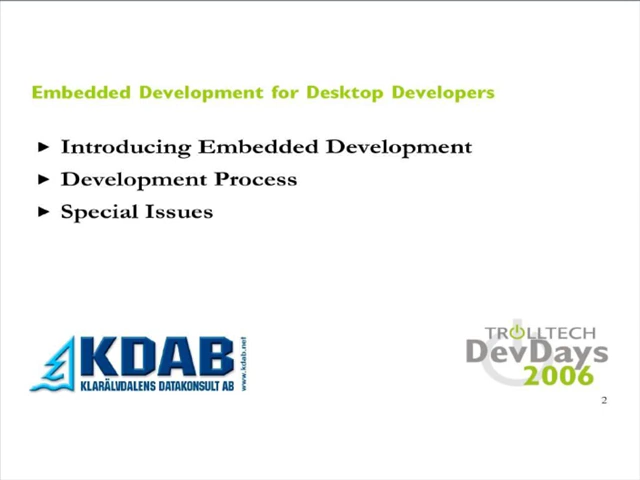 Embedded Development for Desktop Developers
► Introducing Embedded Development
► Development Process
► Special Issues
KDAB
KLARÄLVDALENS DATAKONSULT AB
www.kdab.net
TROLLTECH
DevDays
2006
2